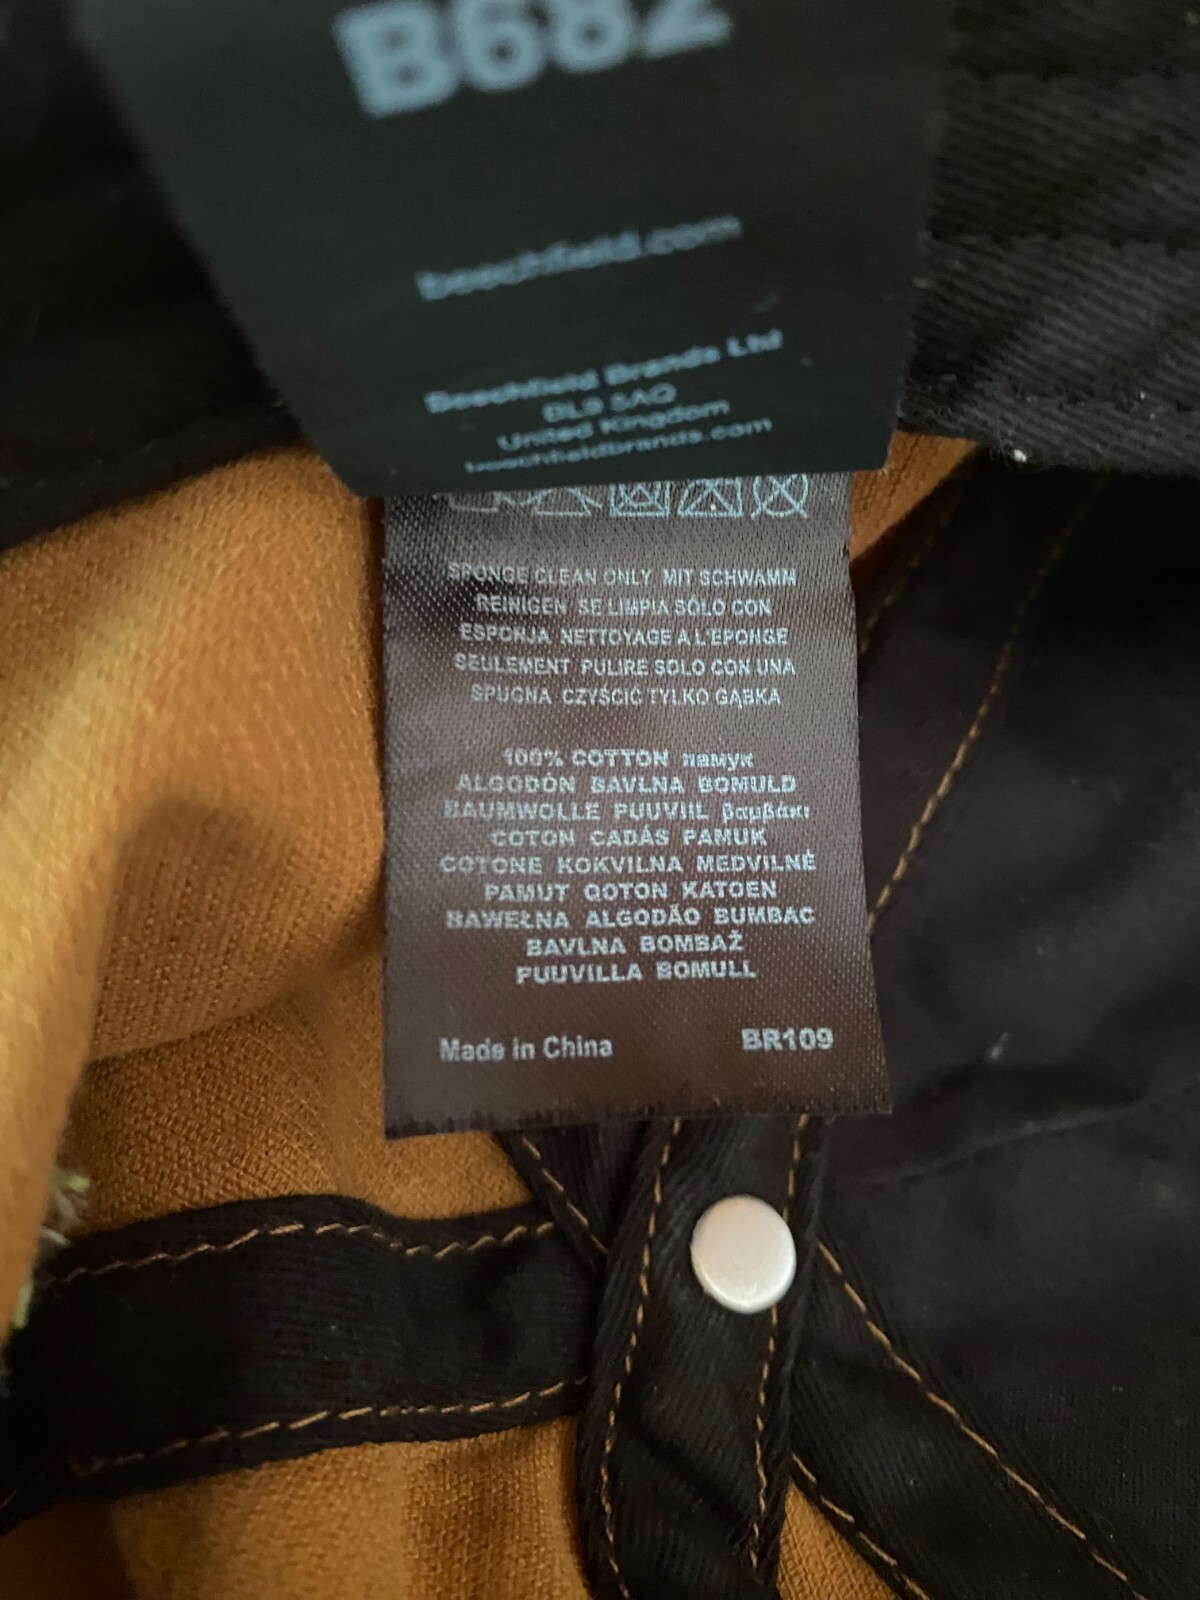 B682
beechfield.com
Beechfield Brands Ltd
BL9 5AQ
United Kingdom
beechfieldbrands.com
SPONGE CLEAN ONLY MIT SCHWAMM
REINIGEN SE LIMPIA SÓLO CON
ESPONJA NETTOYAGE A L'EPONGE
SEULEMENT PULIRE SOLO CON UNA
SPUGNA CZYŚCIĆ TYLKO GĄBKA
100% COTTON памук
ALGODÓN BAVLNA BOMULD
BAUMWOLLE PUUVIIL βαμβάκι
COTON CADÁS PAMUK
COTONE KOKVILNA MEDVILNĖ
PAMUT QOTON KATOEN
BAWEŁNA ALGODÃO BUMBAC
BAVLNA BOMBAŽ
PUUVILLA BOMULL
Made in China BR109